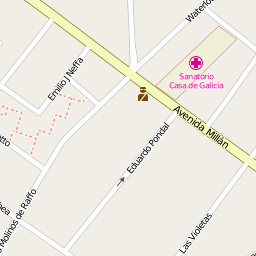 Waterloo
Emilio J Neffa
Sanatorio
Casa de Galicia
Avenida Millán
Eduardo Pondal
Molinos de Raffo
Las Violetas